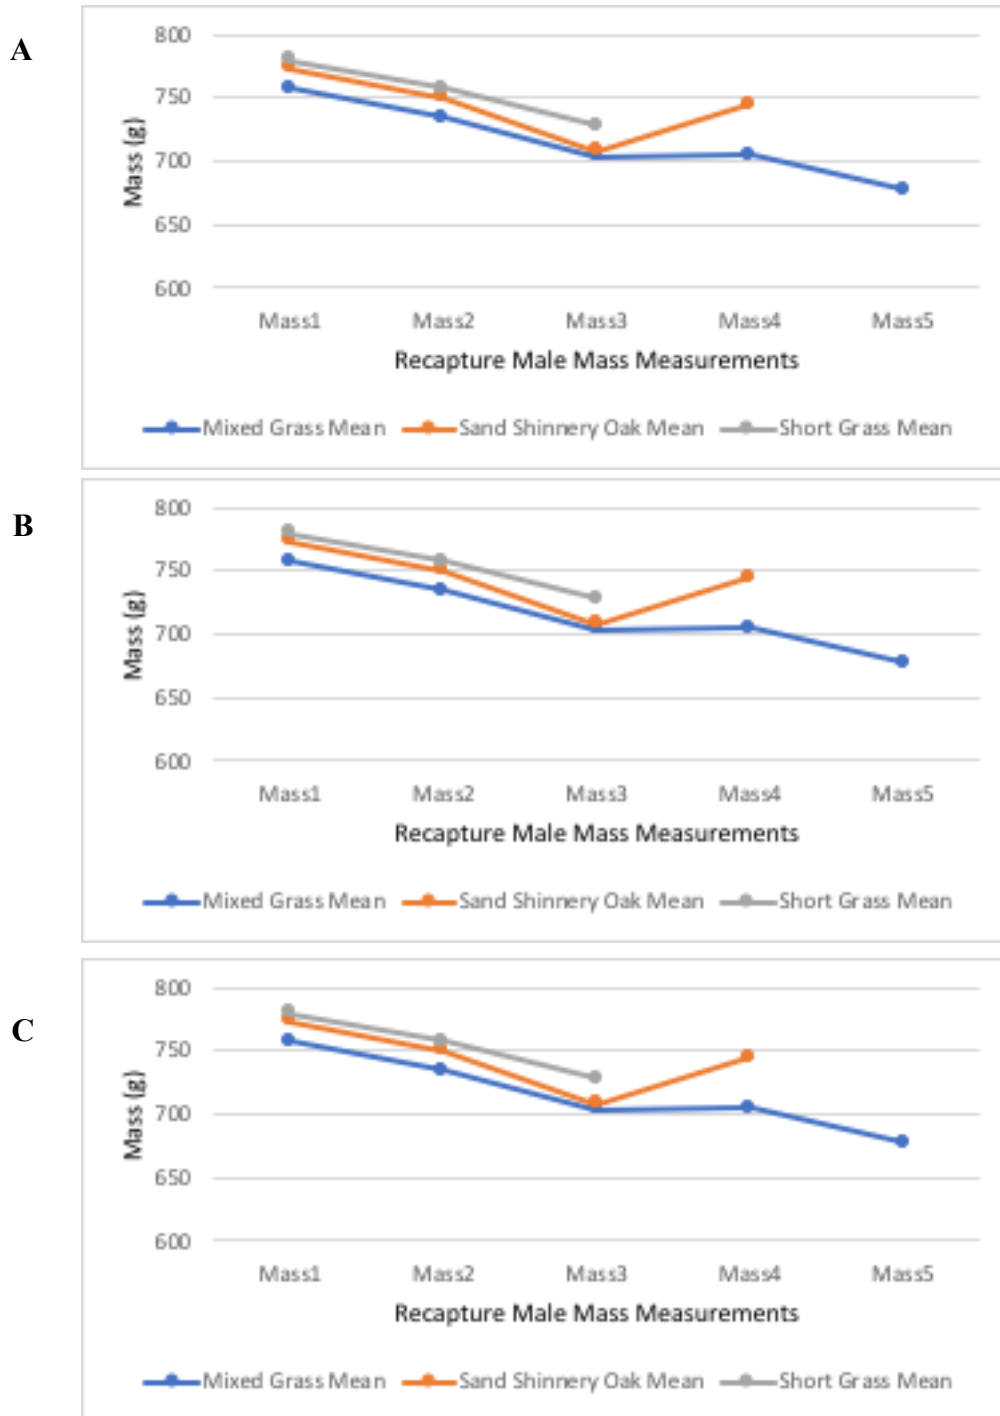 A
800
750
700
650
600
Mass (g)
Mass1 Mass2 Mass3 Mass4 Mass5
Recapture Male Mass Measurements
Mixed Grass Mean Sand Shinnery Oak Mean Short Grass Mean
B
800
750
700
650
600
Mass (g)
Mass1 Mass2 Mass3 Mass4 Mass5
Recapture Male Mass Measurements
Mixed Grass Mean Sand Shinnery Oak Mean Short Grass Mean
C
800
750
700
650
600
Mass (g)
Mass1 Mass2 Mass3 Mass4 Mass5
Recapture Male Mass Measurements
Mixed Grass Mean Sand Shinnery Oak Mean Short Grass Mean